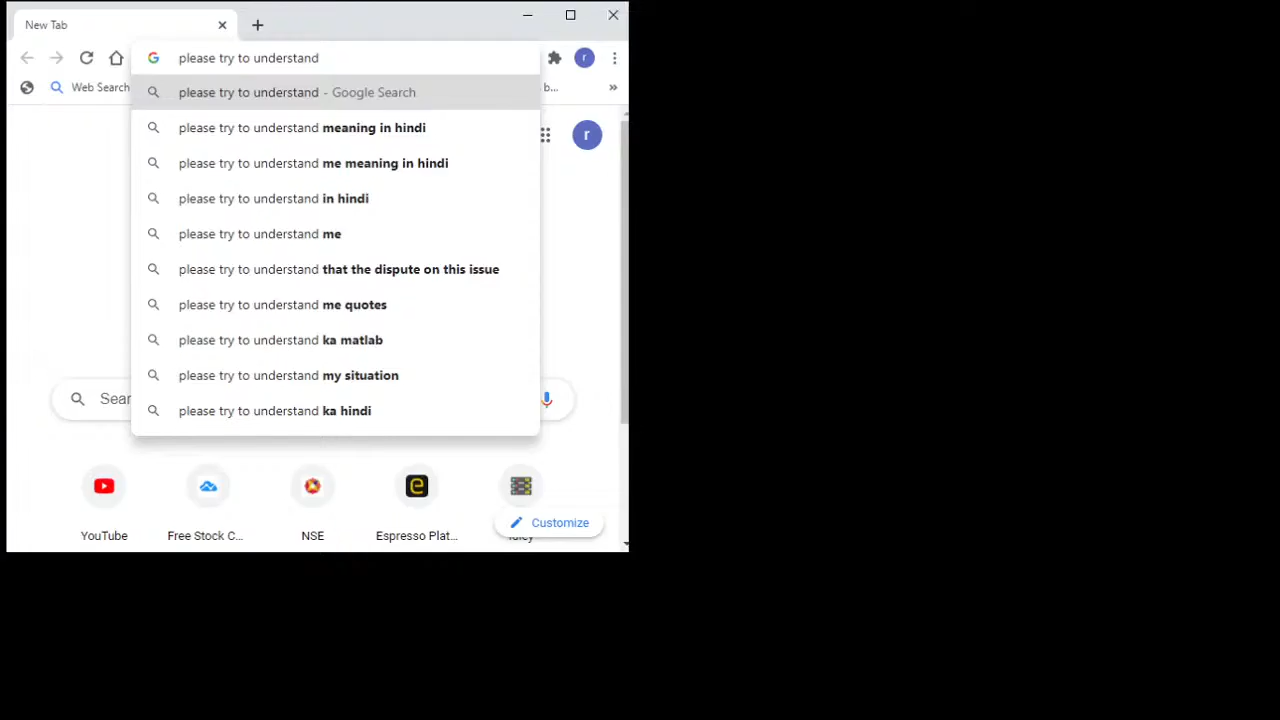 New Tab
please try to understand
Web Search
b...
please try to understand - Google Search
please try to understand meaning in hindi
please try to understand me meaning in hindi
r
please try to understand in hindi
please try to understand me
please try to understand that the dispute on this issue
please try to understand me quotes
please try to understand ka matlab
please try to understand my situation
Sear
please try to understand ka hindi
YouTube
Free Stock C...
NSE
Espresso Plat...
Customize